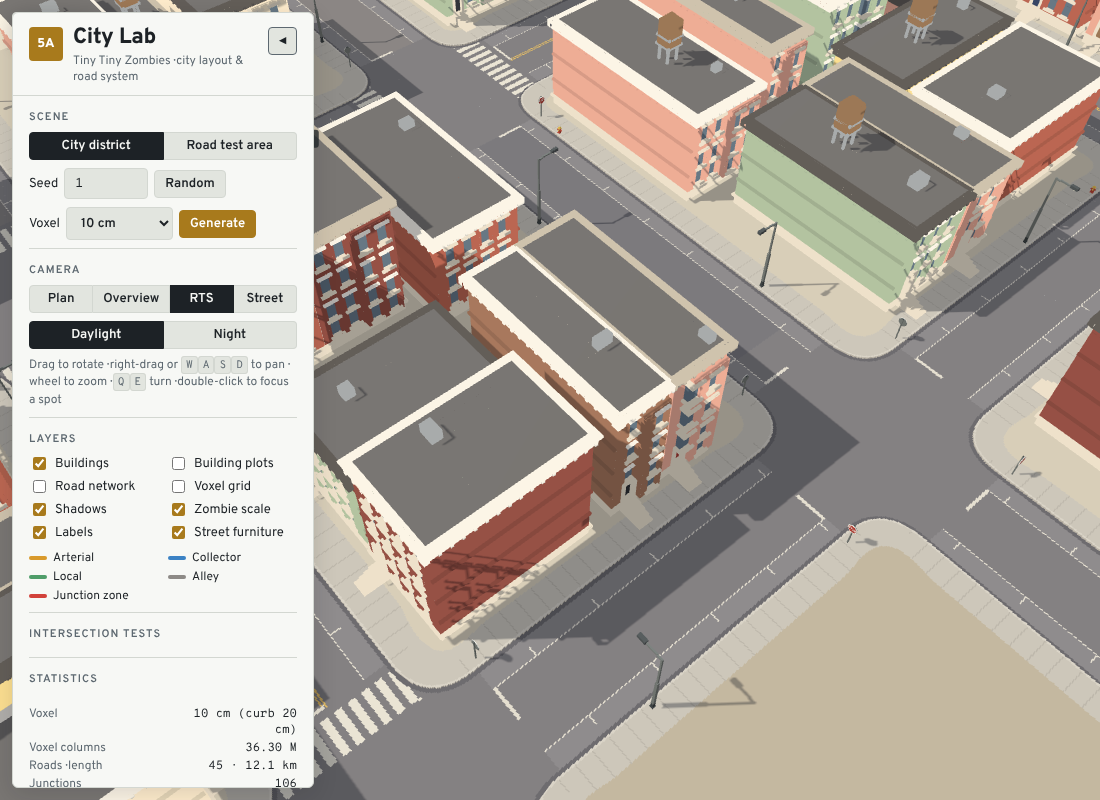 5A
City Lab
◄
Tiny Tiny Zombies ·city layout &
road system
SCENE
City district
Road test area
Seed 1 Random
Voxel 10 cm Generate
CAMERA
Plan Overview RTS Street
Daylight Night
Drag to rotate ·right-drag or W A S D to pan ·
wheel to zoom · Q E turn ·double-click to focus
a spot
LAYERS
Buildings Building plots
Road network Voxel grid
Shadows Zombie scale
Labels Street furniture
Arterial Collector
Local Alley
Junction zone
INTERSECTION TESTS
STATISTICS
Voxel 10 cm (curb 20
cm)
Voxel columns 36.30 M
Roads ·length 45 · 12.1 km
Junctions 106